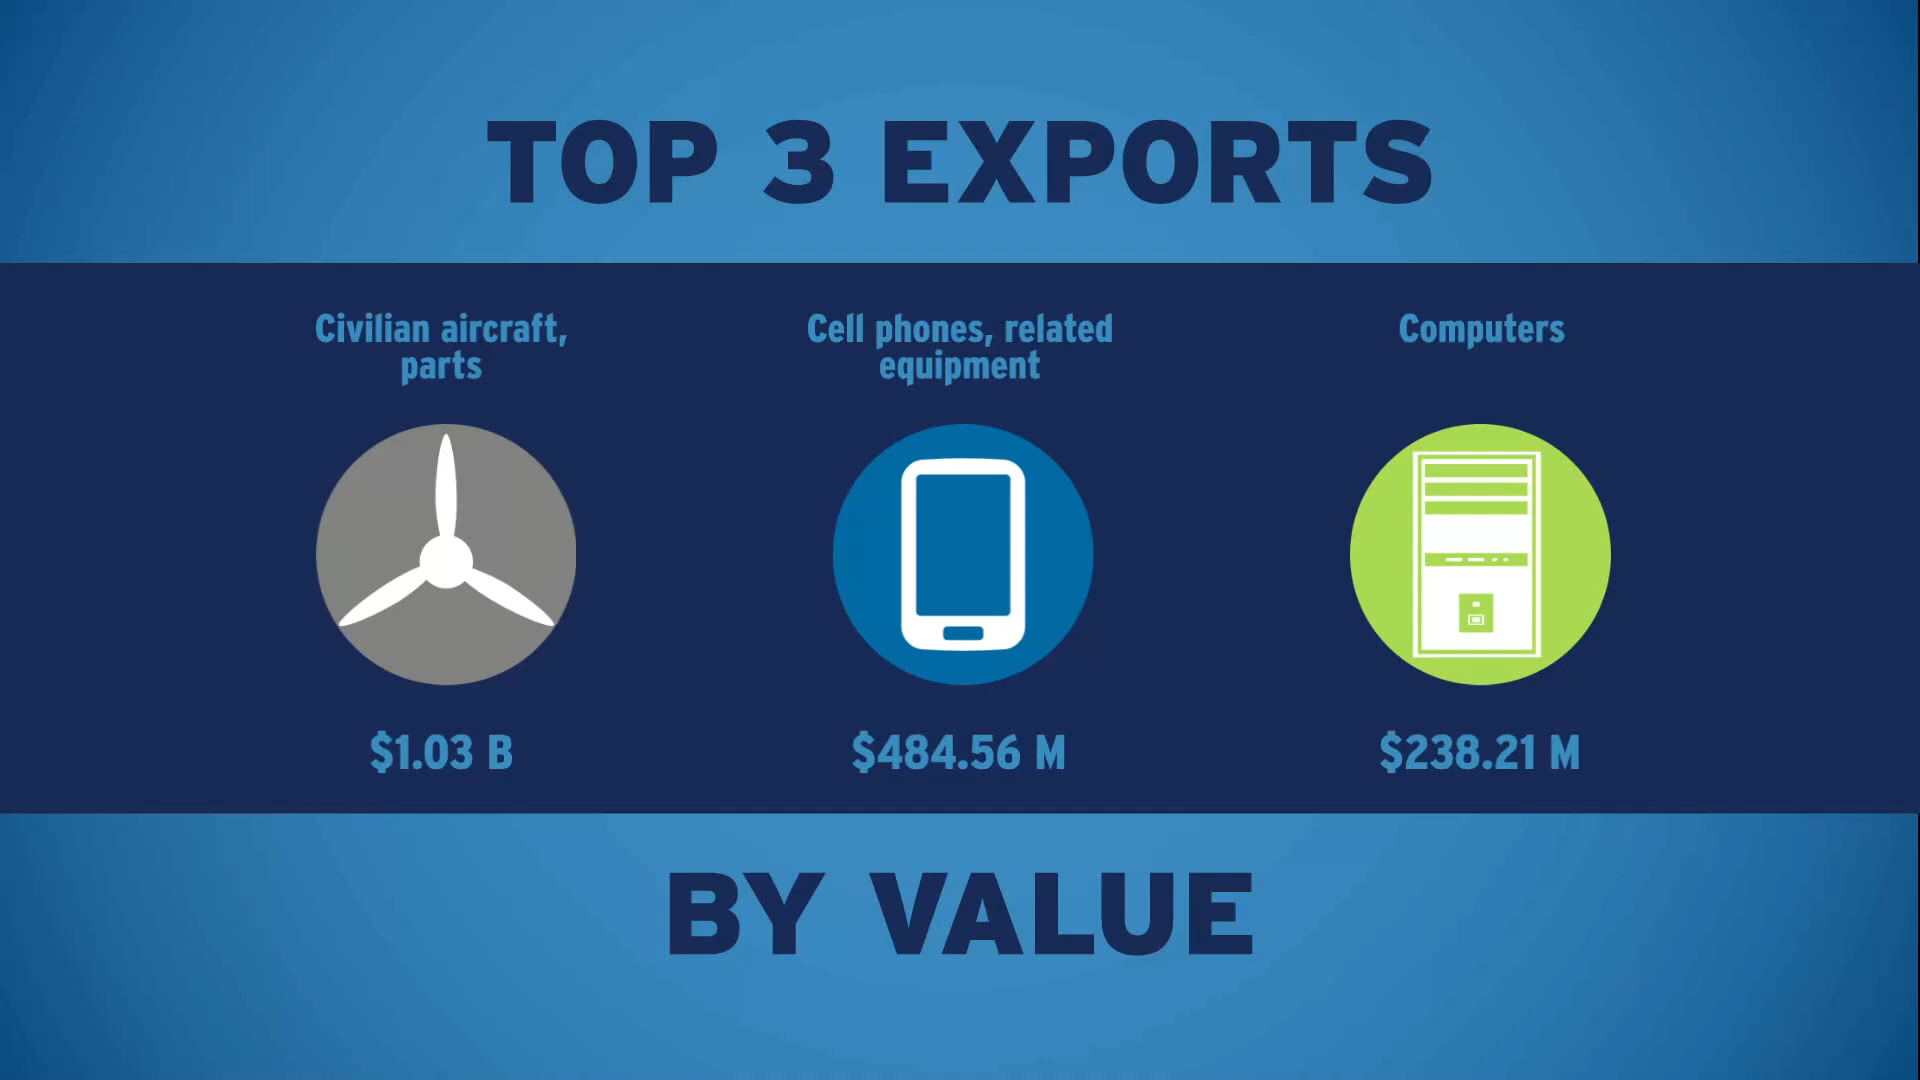 TOP 3 EXPORTS
Civilian aircraft,
parts
Cell phones, related
equipment
Computers
$1.03 B
$484.56 M
$238.21 M
BY VALUE